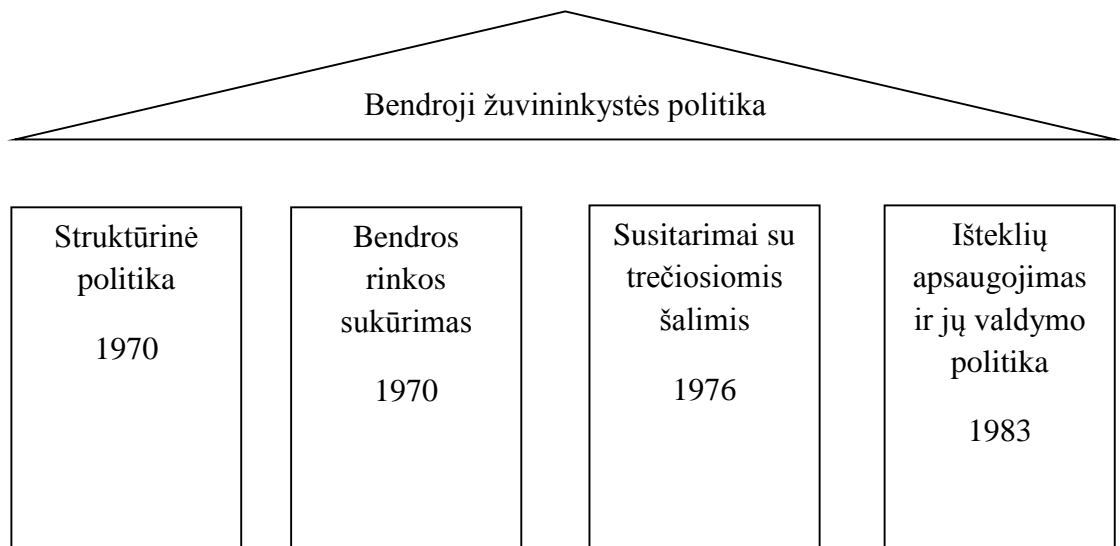 Bendroji žuvininkystės politika
Struktūrinė
politika
1970
Bendros
rinkos
sukūrimas
1970
Susitarimai su
trečiosiomis
šalimis
1976
Išteklių
apsaugojimas
ir jų valdymo
politika
1983